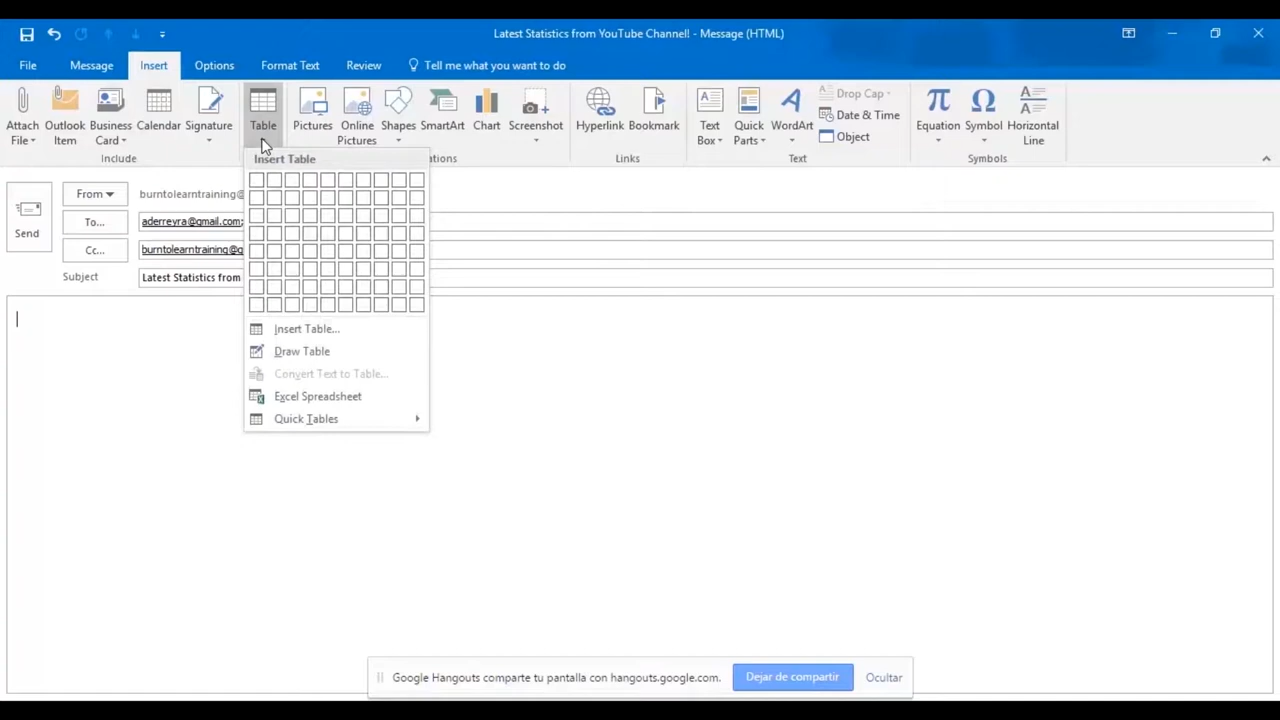 Latest Statistics from YouTube Channel! - Message (HTML)
File Message Insert Options Format Text Review Tell me what you want to do
Attach File
Outlook Item
Business Card
Calendar
Signature
Table
Pictures
Online Pictures
Shapes
SmartArt
Chart
Screenshot
Hyperlink
Bookmark
Text Box
Quick Parts
WordArt
Drop Cap
Date & Time
Object
Equation
Symbol
Horizontal Line
Include
Links
Text
Symbols
Insert Table
From burntolearntraining@
To... aderreyra@gmail.com;
Send
Cc... burntolearntraining@g
Subject Latest Statistics from
Insert Table...
Draw Table
Convert Text to Table...
Excel Spreadsheet
Quick Tables
Google Hangouts comparte tu pantalla con hangouts.google.com. Dejar de compartir Ocultar